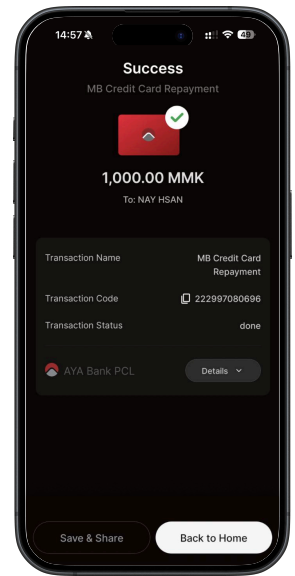 14:57
49
Success
MB Credit Card Repayment
1,000.00 MMK
To: NAY HSAN
Transaction Name
MB Credit Card
Repayment
Transaction Code
222997080696
Transaction Status
done
AYA Bank PCL
Details
Save & Share
Back to Home